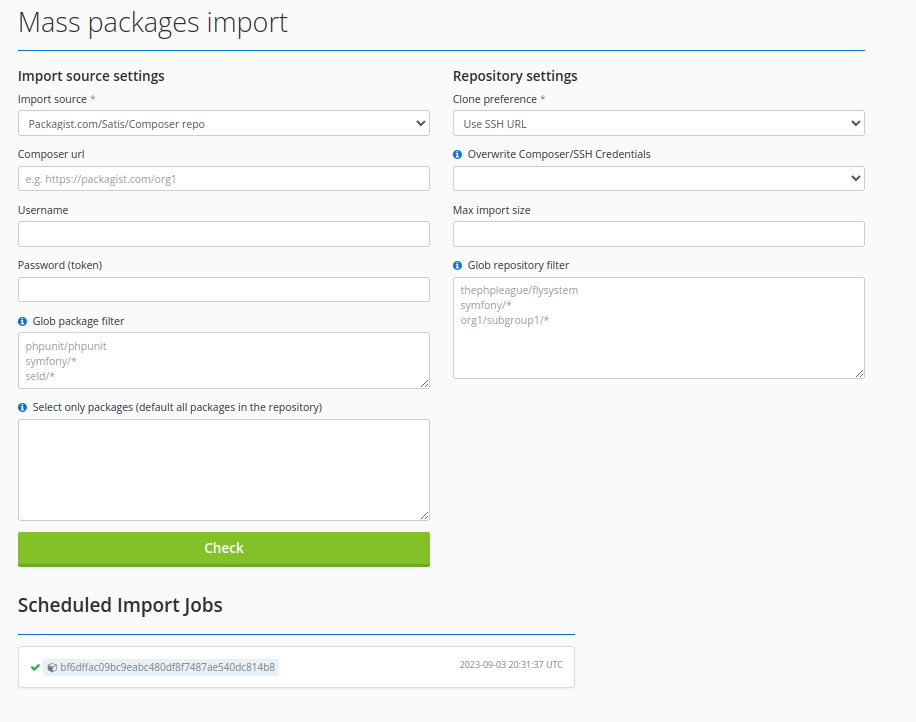 Mass packages import
Import source settings
Import source *
Packagist.com/Satis/Composer repo
Composer url
e.g. https://packagist.com/org1
Username
Password (token)
Glob package filter
phpunit/phpunit
symfony/*
seld/*
Select only packages (default all packages in the repository)
Check
Repository settings
Clone preference *
Use SSH URL
Overwrite Composer/SSH Credentials
Max import size
Glob repository filter
thephpleague/flysystem
symfony/*
org1/subgroup1/*
Scheduled Import Jobs
bf6dffac09bc9eabc480df8f7487ae540dc814b8
2023-09-03 20:31:37 UTC